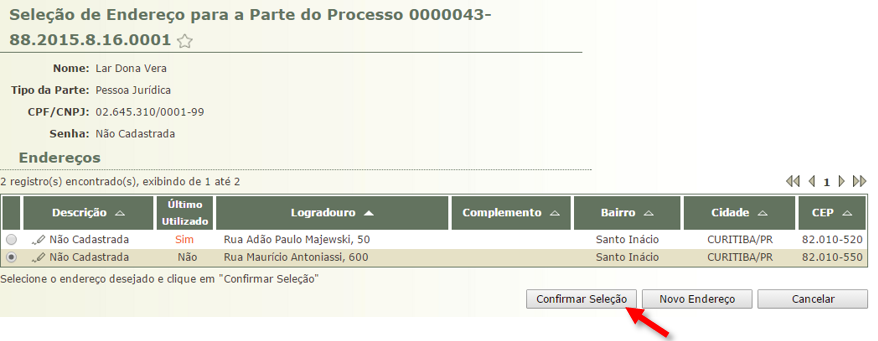 Seleção de Endereço para a Parte do Processo 0000043-
88.2015.8.16.0001
Nome: Lar Dona Vera
Tipo da Parte: Pessoa Jurídica
CPF/CNPJ: 02.645.310/0001-99
Senha: Não Cadastrada
Endereços
2 registro(s) encontrado(s), exibindo de 1 até 2 1
Descrição Último Utilizado Logradouro Complemento Bairro Cidade CEP
Não Cadastrada Sim Rua Adão Paulo Majewski, 50 Santo Inácio CURITIBA/PR 82.010-520
Não Cadastrada Não Rua Maurício Antoniassi, 600 Santo Inácio CURITIBA/PR 82.010-550
Selecione o endereço desejado e clique em "Confirmar Seleção"
Confirmar Seleção Novo Endereço Cancelar